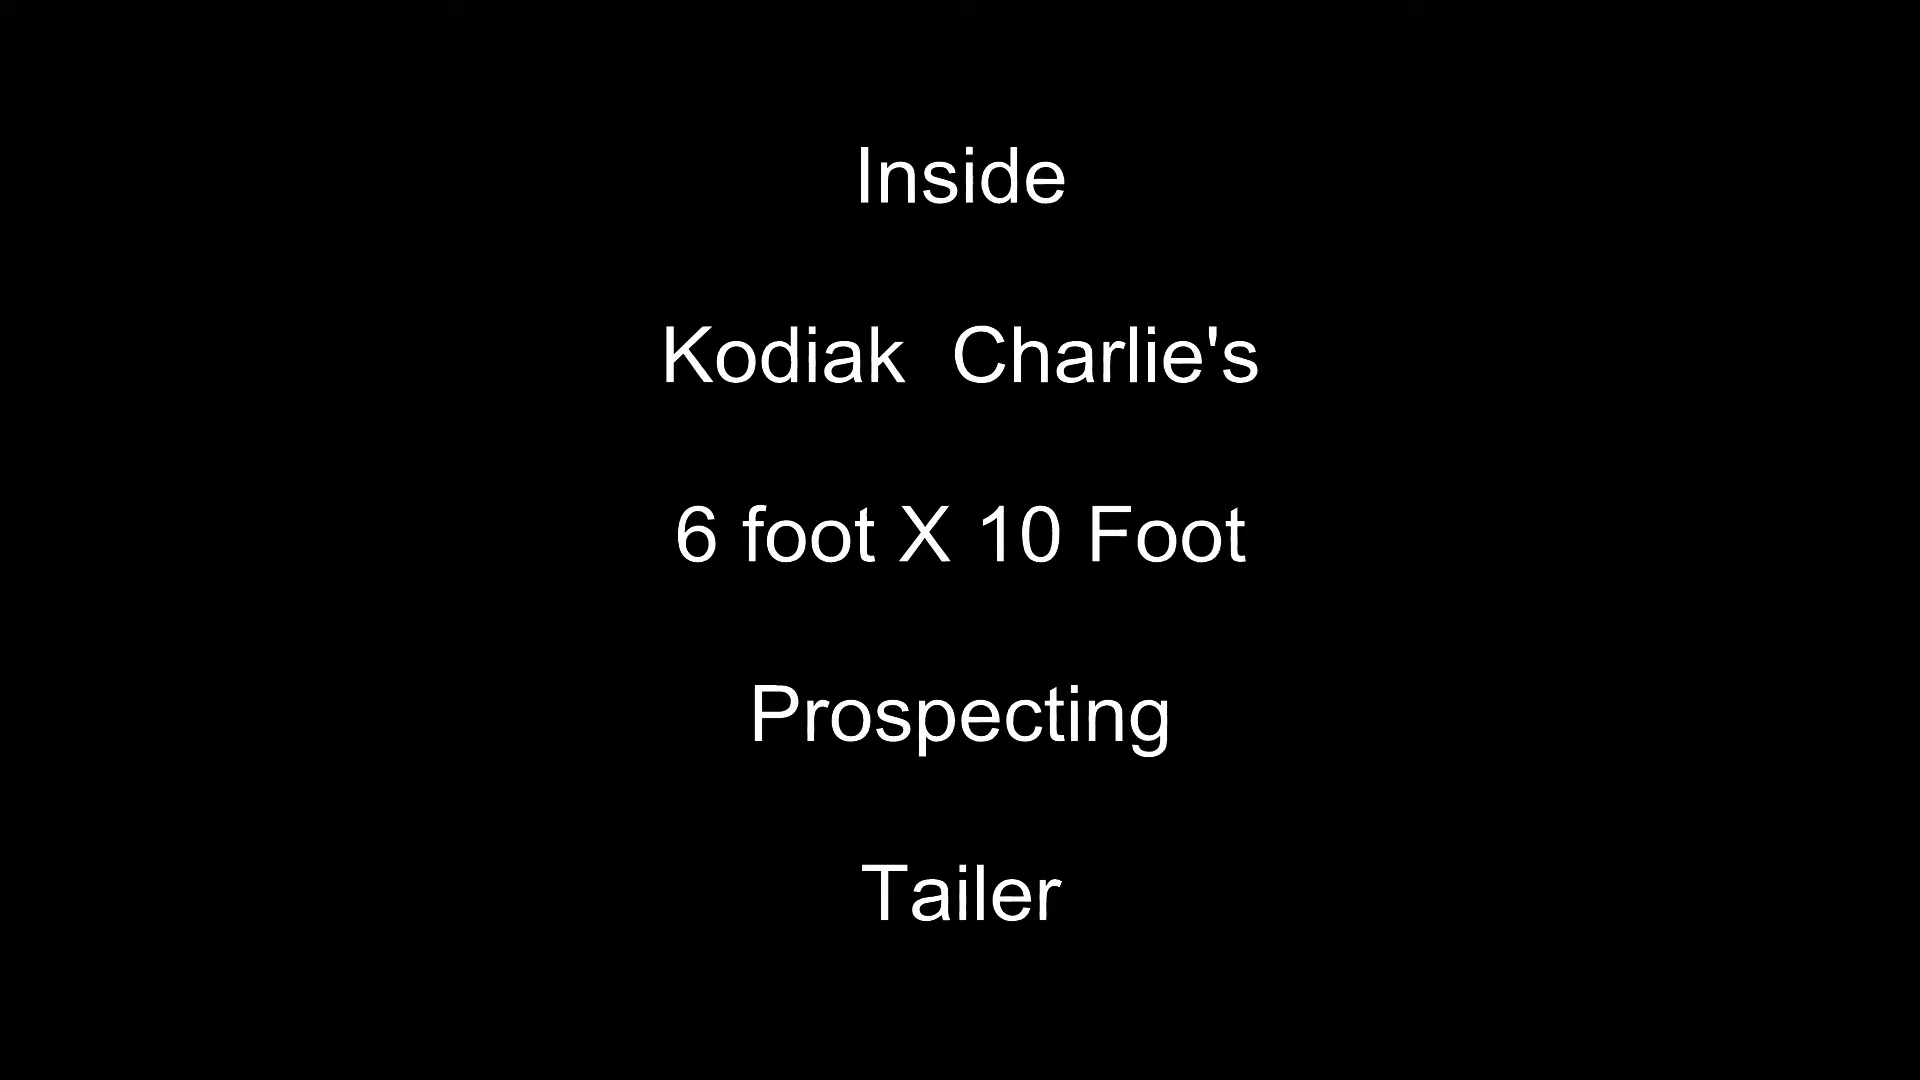 Inside
Kodiak  Charlie's
6 foot X 10 Foot
Prospecting
Tailer